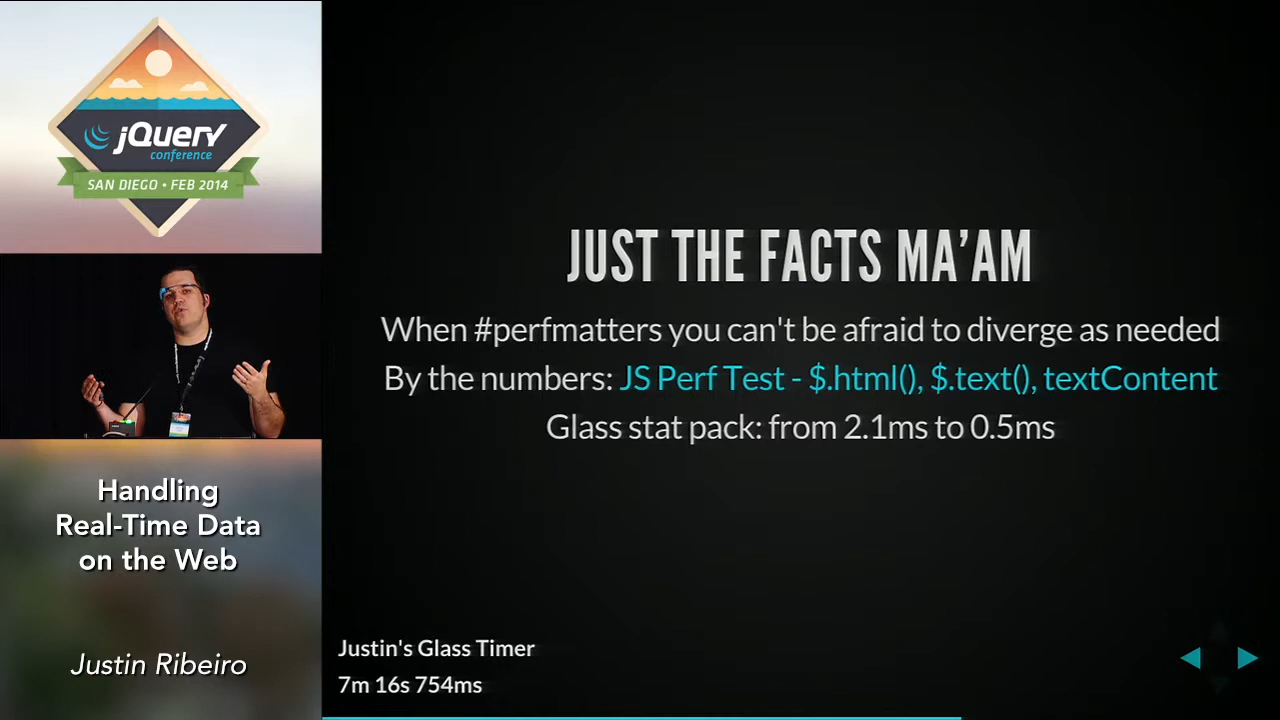 jQuery
conference
SAN DIEGO • FEB 2014
JUST THE FACTS MA’AM
When #perfmatters you can't be afraid to diverge as needed
By the numbers: JS Perf Test - $.html(), $.text(), textContent
Glass stat pack: from 2.1ms to 0.5ms
Handling
Real-Time Data
on the Web
Justin Ribeiro
Justin's Glass Timer
7m 16s 754ms